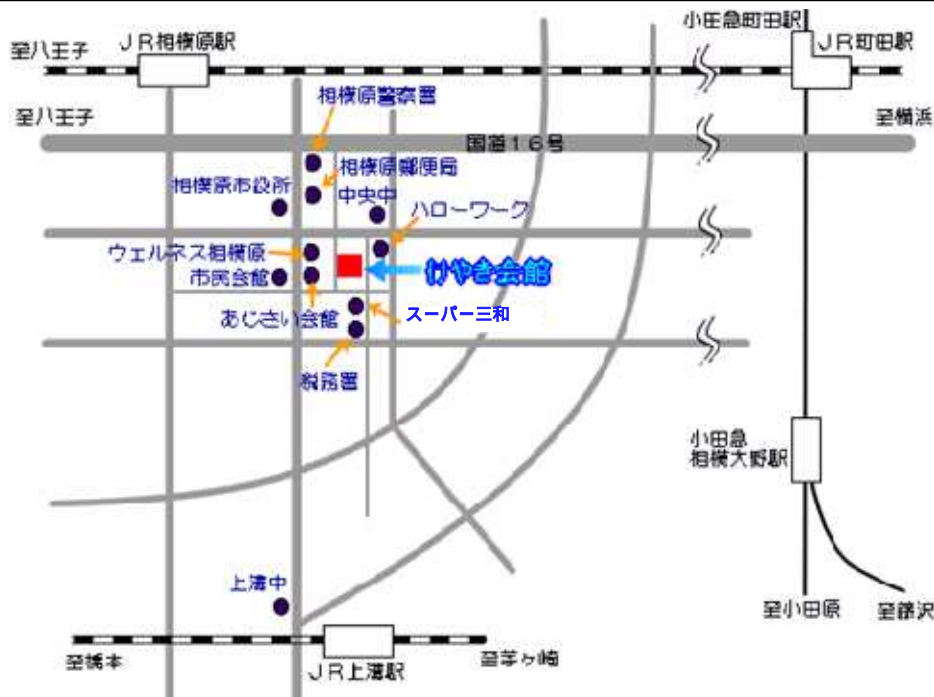 小田急町田駅
JR相模原駅
JR町田駅
至八王子
至八王子
相模原警察署
至横浜
国道16号
相模原郵便局
相模原市役所
中央中
ハローワーク
ウェルネス相模原
市民会館
けやき会館
あじさい会館
スーパー三和
税務署
小田急
相模大野駅
上溝中
至小田原
至藤沢
至橋本
至茅ヶ崎
JR上溝駅